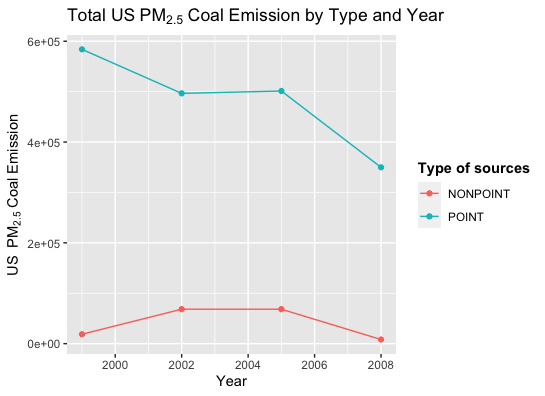 Total US PM2.5 Coal Emission by Type and Year
6e+05
4e+05
2e+05
0e+00
US PM2.5 Coal Emission
2000 2002 2004 2006 2008
Year
Type of sources
NONPOINT
POINT